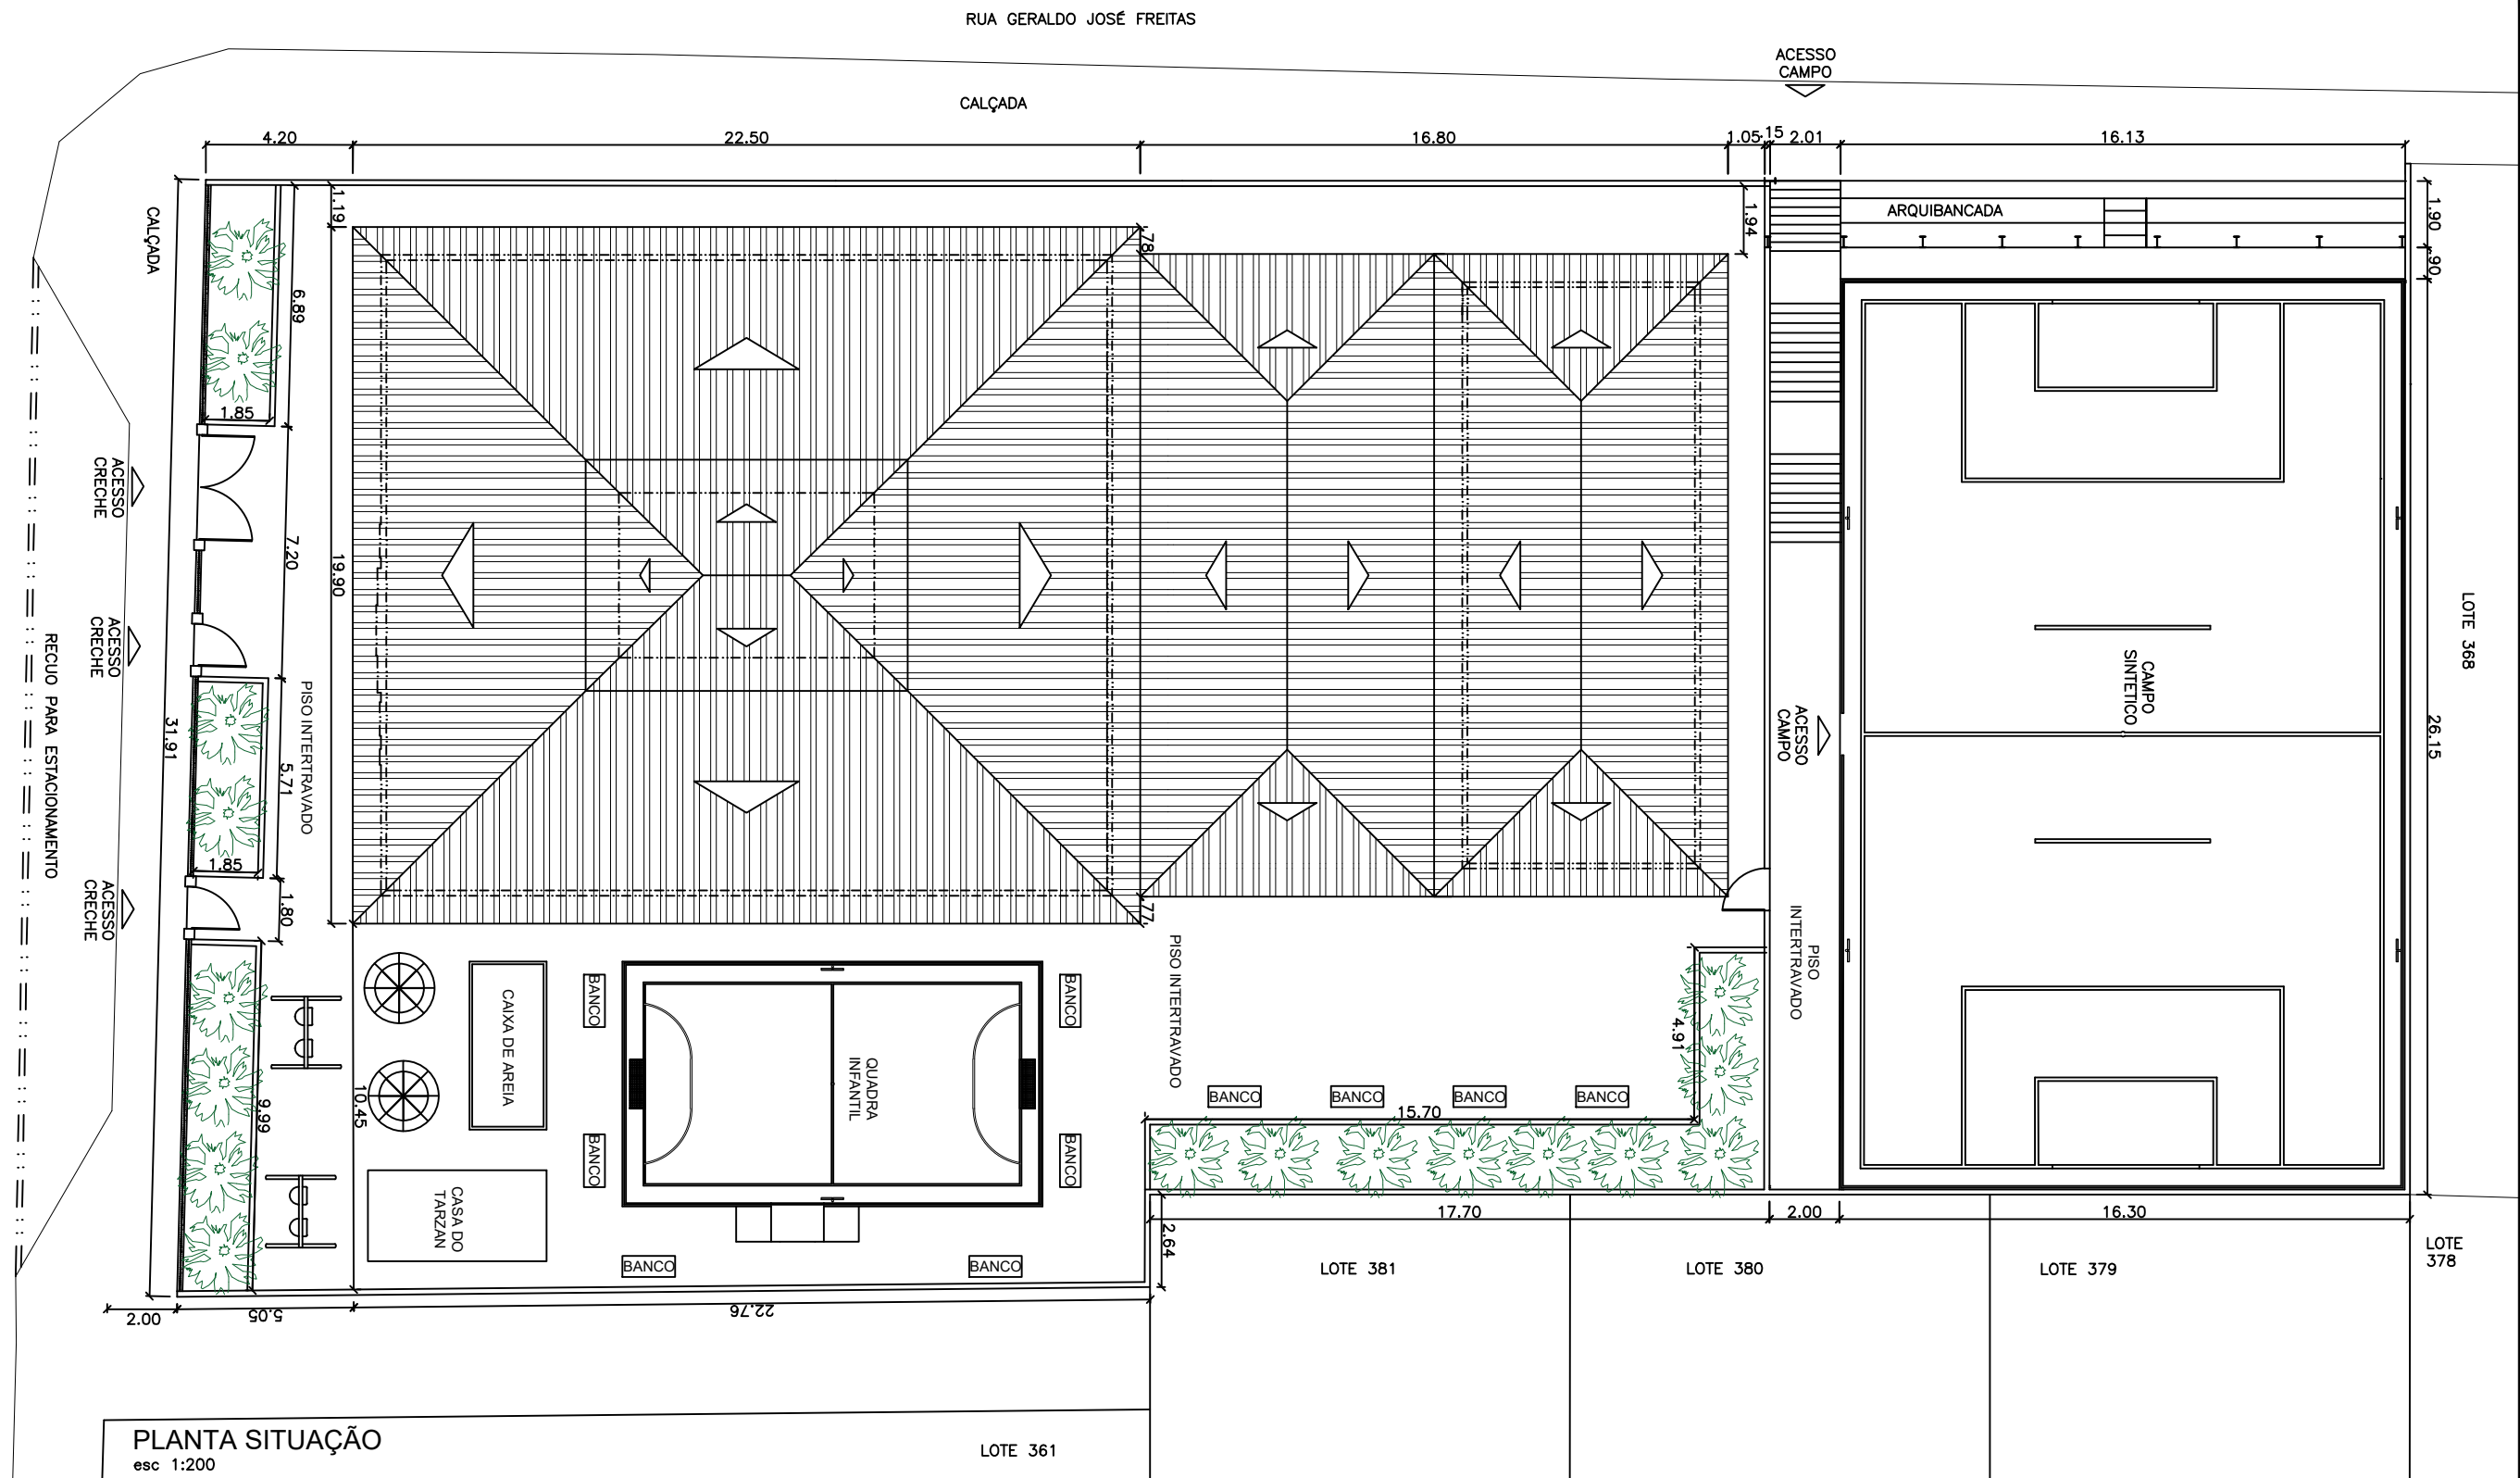 RUA GERALDO JOSÉ FREITAS
ACESSO
CAMPO
CALÇADA
4.20
22.50
16.80
1.05
.15
2.01
16.13
CALÇADA
1.19
.78
1.94
ARQUIBANCADA
1.90
.90
6.89
1.85
ACESSO
CRECHE
7.20
19.90
ACESSO
CRECHE
RECUO PARA ESTACIONAMENTO
31.91
PISO INTERTRAVADO
5.71
1.85
ACESSO
CRECHE
1.80
.77
LOTE 368
CAMPO
SINTETICO
26.15
ACESSO
CAMPO
PISO
INTERTRAVADO
PISO INTERTRAVADO
4.91
CAIXA DE AREIA
BANCO
BANCO
QUADRA
INFANTIL
9.99
10.45
BANCO
BANCO
BANCO
BANCO
BANCO
BANCO
15.70
CASA DO
TARZAN
BANCO
BANCO
2.64
17.70
2.00
16.30
LOTE 381
LOTE 380
LOTE 379
LOTE
378
2.00
5.05
22.76
PLANTA SITUAÇÃO
esc 1:200
LOTE 361